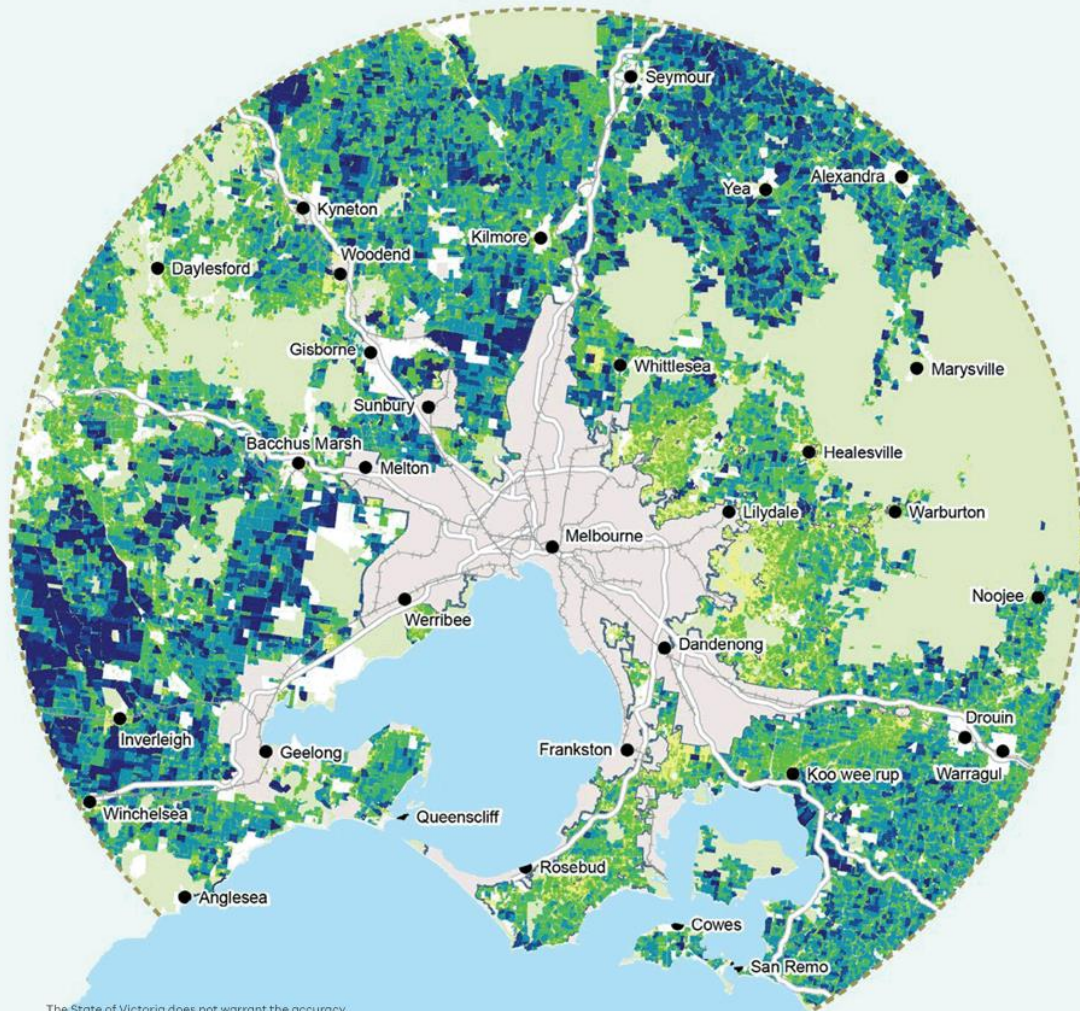 Seymour
Yea
Alexandra
Kyneton
Kilmore
Woodend
Daylesford
Gisborne
Whittlesea
Marysville
Sunbury
Bacchus Marsh
Melton
Healesville
Lilydale
Warburton
Melbourne
Noojee
Werribee
Dandenong
Drouin
Inverleigh
Geelong
Frankston
Koo wee rup
Warragul
Winchelsea
Queenscliff
Rosebud
Anglesea
Cowes
San Remo
The State of Victoria does not warrant the accuracy